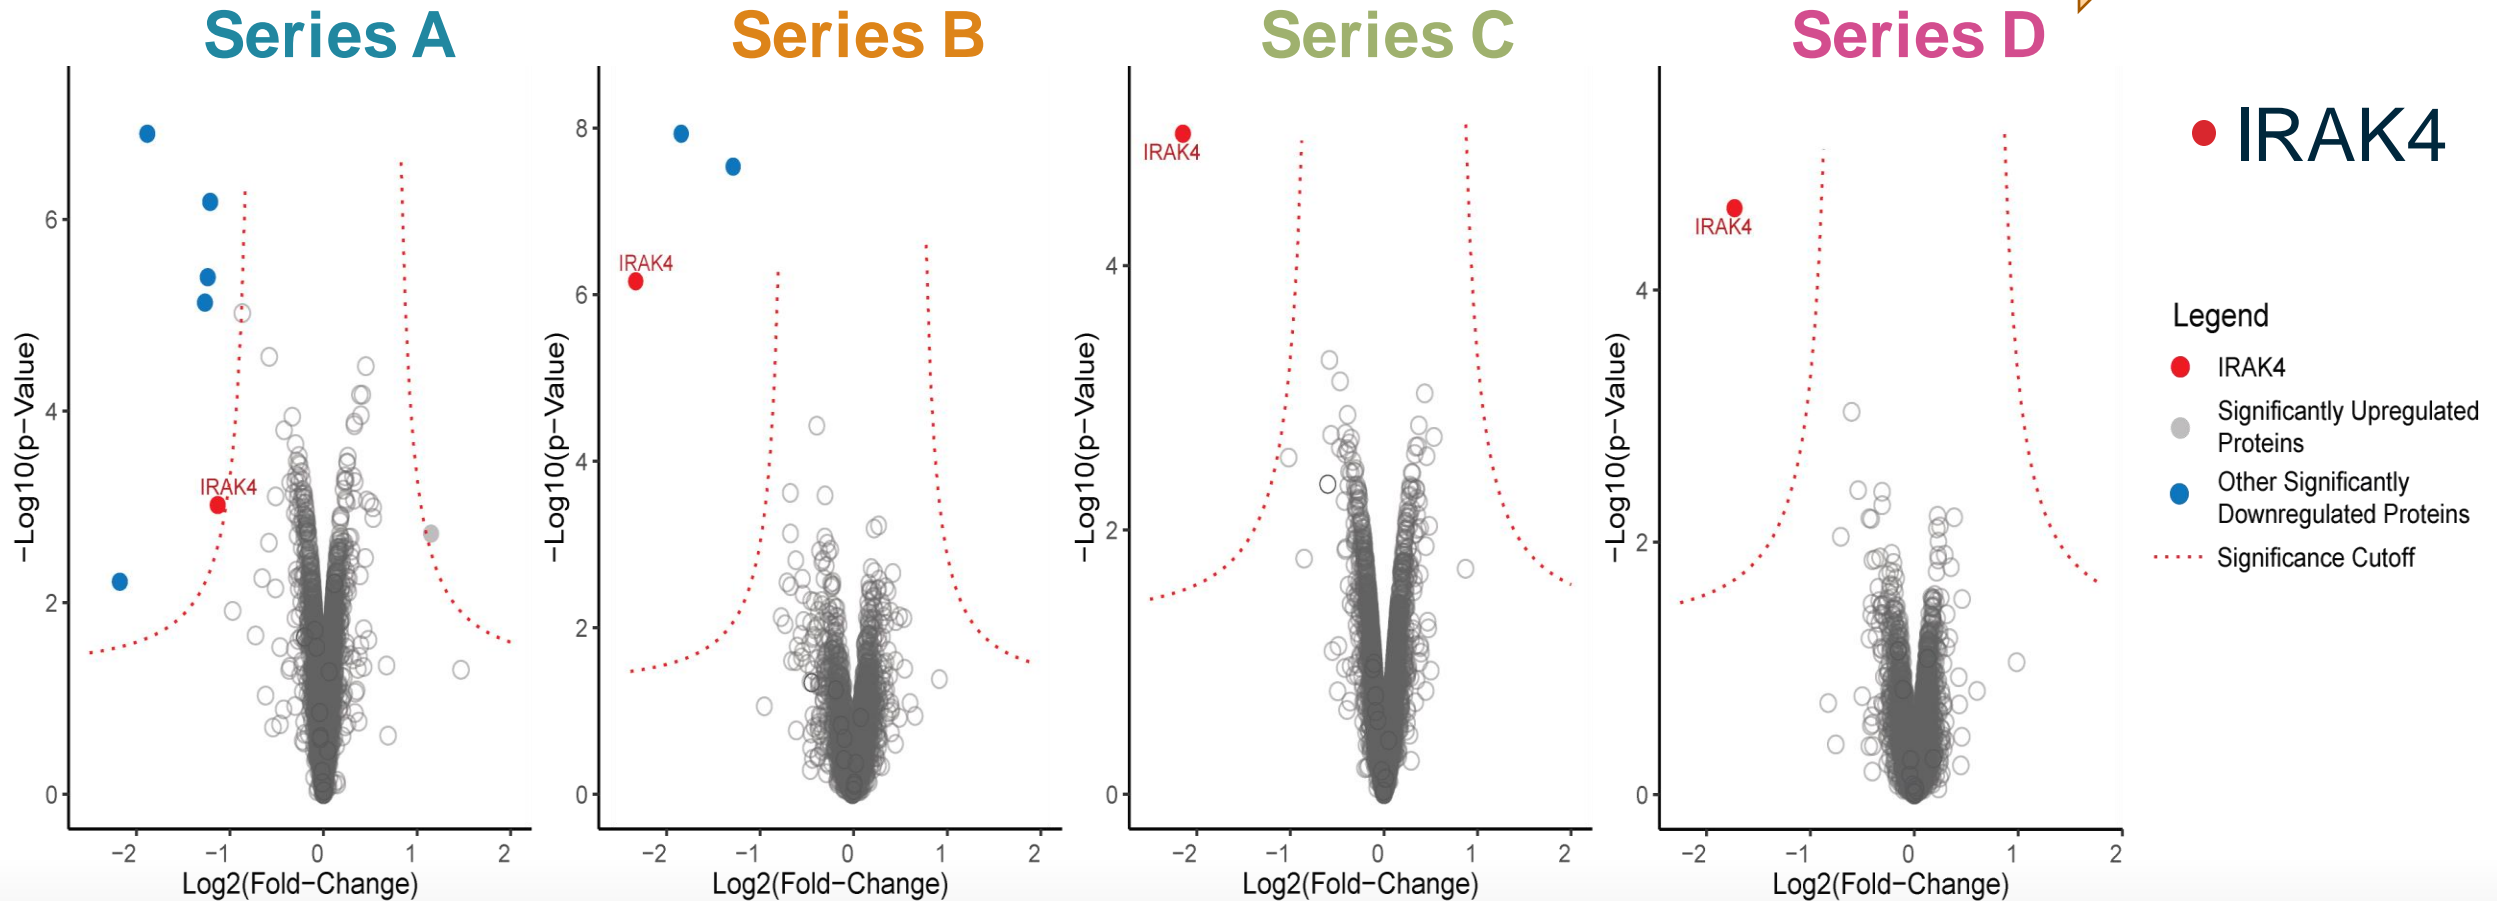 Series A
Series B
Series C
Series D
IRAK4
−Log10(p−Value)
6
4
2
0
IRAK4
−2
−1
0
1
2
Log2(Fold−Change)
−Log10(p−Value)
8
6
4
2
0
IRAK4
−2
−1
0
1
2
Log2(Fold−Change)
−Log10(p−Value)
4
2
0
IRAK4
−2
−1
0
1
2
Log2(Fold−Change)
−Log10(p−Value)
4
2
0
IRAK4
−2
−1
0
1
2
Log2(Fold−Change)
Legend
IRAK4
Significantly Upregulated
Proteins
Other Significantly
Downregulated Proteins
Significance Cutoff